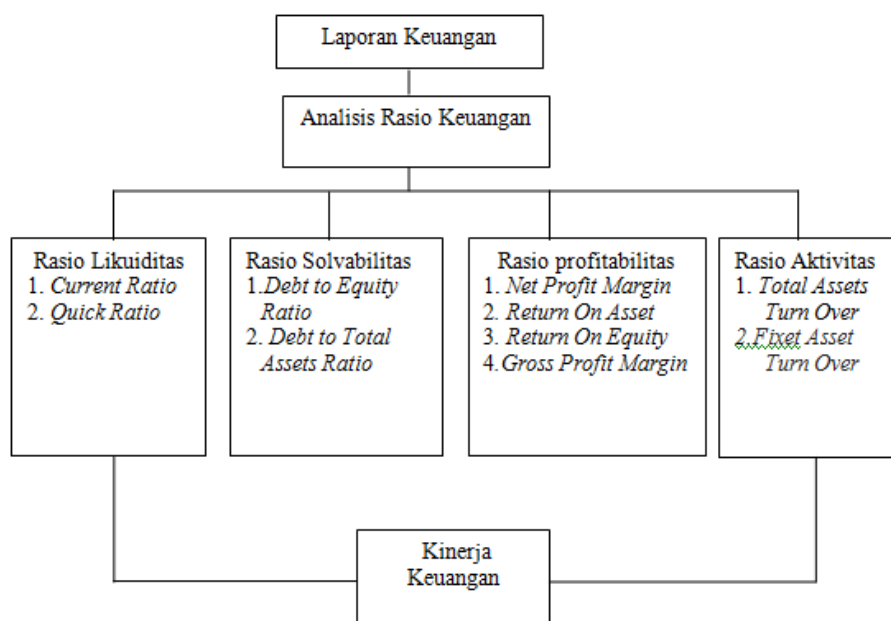 Laporan Keuangan
Analisis Rasio Keuangan
Rasio Likuiditas
1. Current Ratio
2. Quick Ratio
Rasio Solvabilitas
1.Debt to Equity
Ratio
2. Debt to Total
Assets Ratio
Rasio profitabilitas
1. Net Profit Margin
2. Return On Asset
3. Return On Equity
4. Gross Profit Margin
Rasio Aktivitas
1. Total Assets
Turn Over
2.Fixet Asset
Turn Over
Kinerja
Keuangan